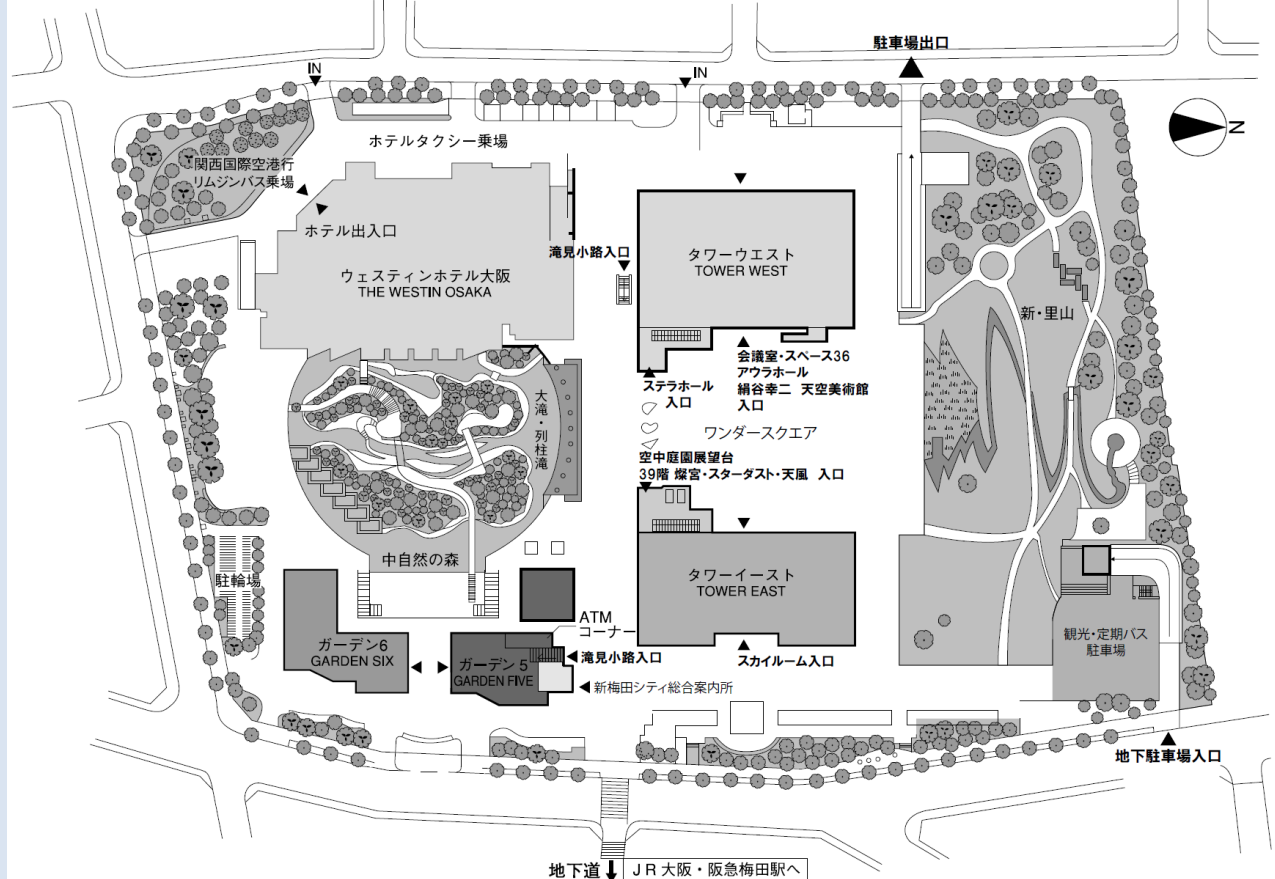 駐車場出口
IN
IN
N
ホテルタクシー乗場
関西国際空港行
リムジンバス乗場
ホテル出入口
滝見小路入口
タワーウエスト
TOWER WEST
ウェスティンホテル大阪
THE WESTIN OSAKA
新・里山
会議室・スペース36
アウラホール
絹谷幸二 天空美術館
入口
ステラホール
入口
大滝・列柱滝
ワンダースクエア
空中庭園展望台
39階 燦宮・スターダスト・天風 入口
中自然の森
駐輪場
タワーイースト
TOWER EAST
ATM
コーナー
ガーデン6
GARDEN SIX
ガーデン 5
GARDEN FIVE
滝見小路入口
スカイルーム入口
新梅田シティ総合案内所
観光・定期バス
駐車場
地下駐車場入口
地下道 JR大阪・阪急梅田駅へ